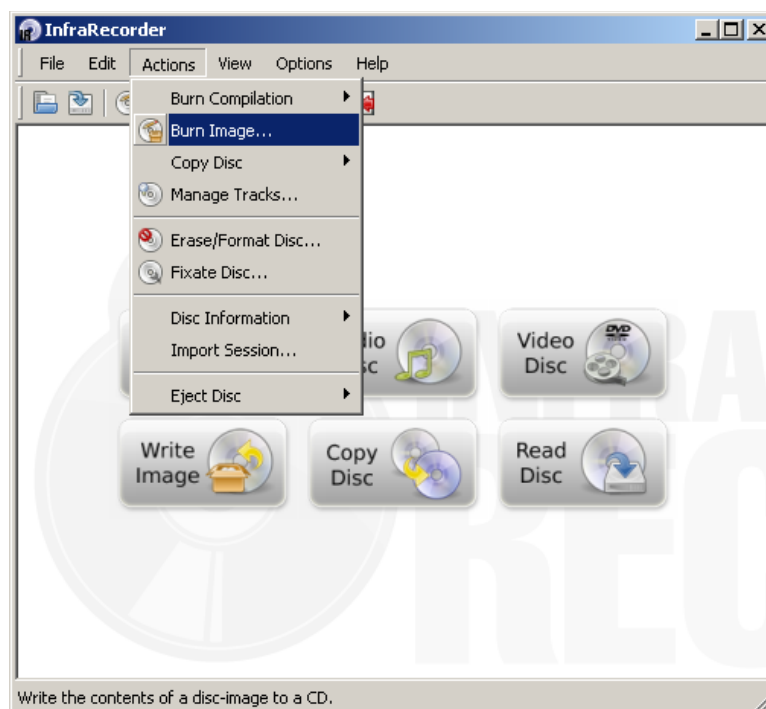 InfraRecorder
File Edit Actions View Options Help
Burn Compilation
Burn Image...
Copy Disc
Manage Tracks...
Erase/Format Disc...
Fixate Disc...
Disc Information
Import Session...
Eject Disc
Video
Disc
DVD
Write
Image
Copy
Disc
Read
Disc
Write the contents of a disc-image to a CD.